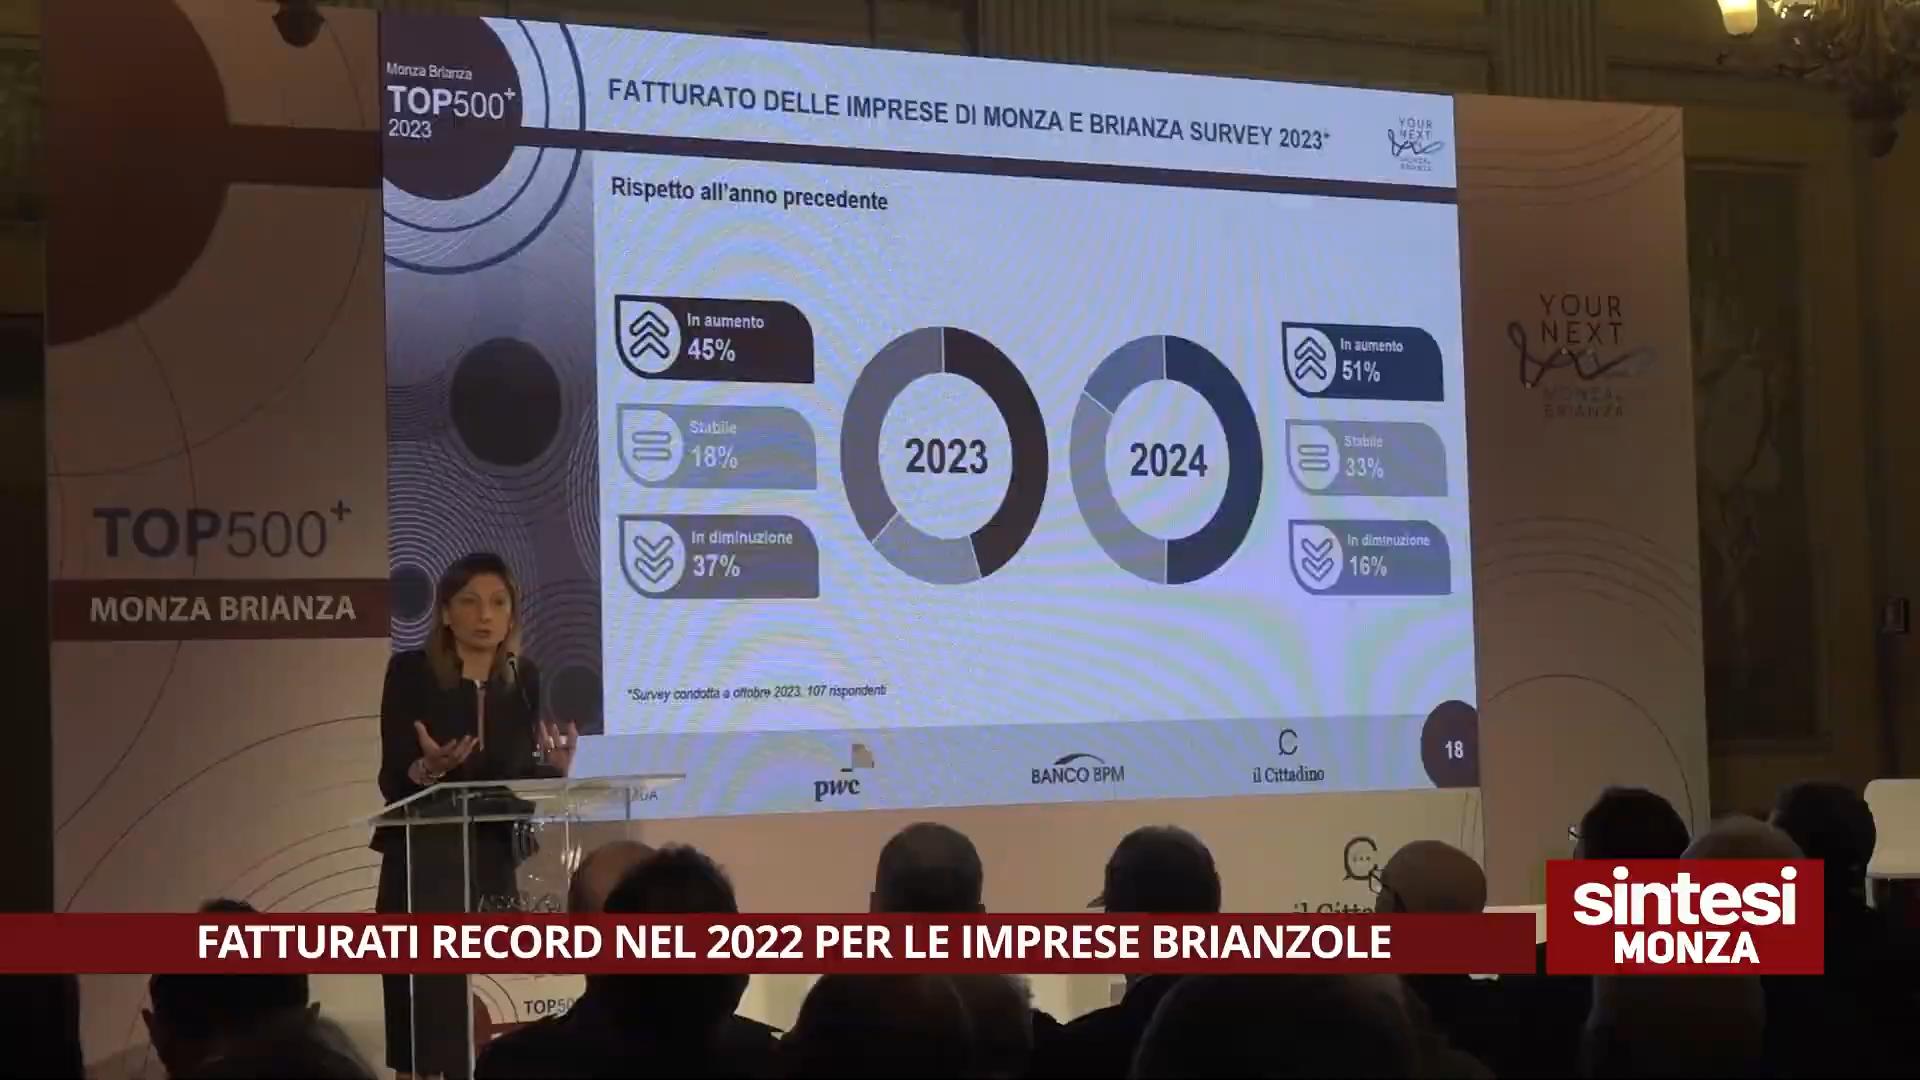 Monza Brianza
TOP500+
2023
FATTURATO DELLE IMPRESE DI MONZA E BRIANZA SURVEY 2023*
YOUR
NEXT
MONZA,
BRIANZA
Rispetto all'anno precedente
In aumento
45%
Stabile
18%
In diminuzione
37%
2023
2024
In aumento
51%
Stabile
33%
In diminuzione
16%
*Survey condotta a ottobre 2023. 107 rispondenti
pwc
BANCO BPM
il Cittadino
18
TOP500+
MONZA BRIANZA
YOUR
NEXT
MONZA,
BRIANZA
FATTURATI RECORD NEL 2022 PER LE IMPRESE BRIANZOLE
sintesi
MONZA